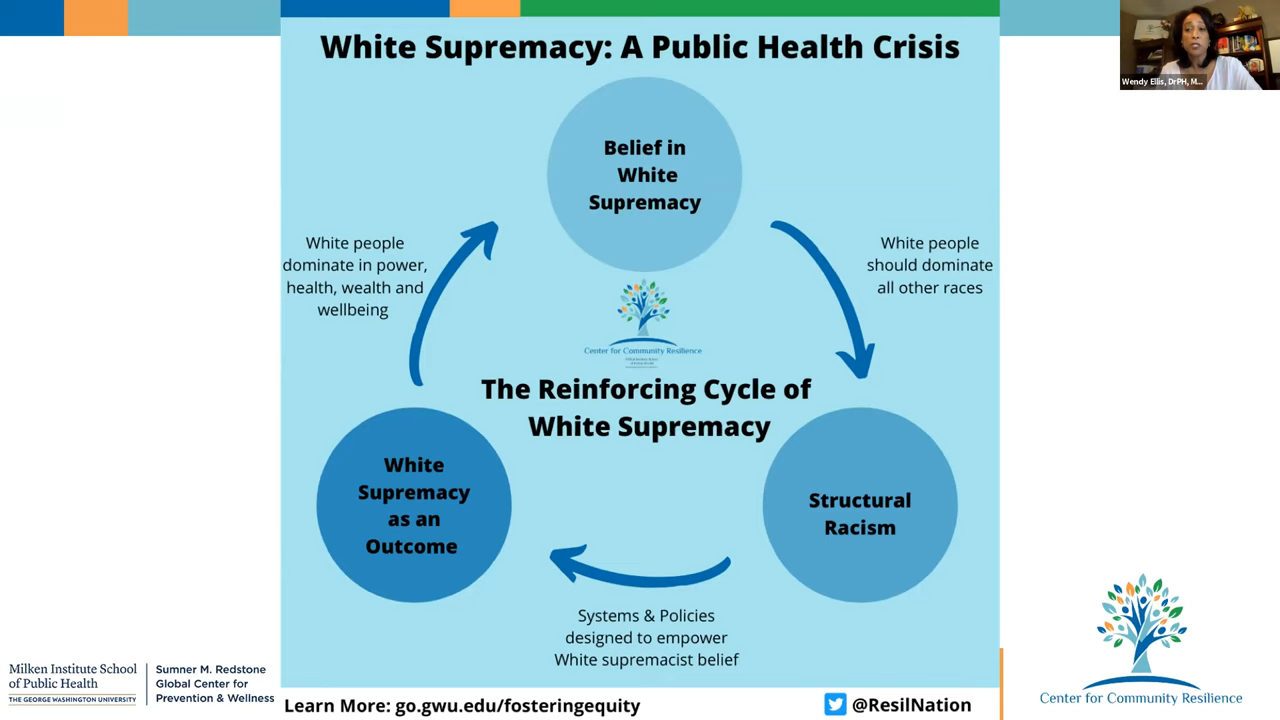 White Supremacy: A Public Health Crisis
Wendy Ellis, DrPH, M...
Belief in
White
Supremacy
White people
dominate in power,
health, wealth and
wellbeing
White people
should dominate
all other races
Center for Community Resilience
The Reinforcing Cycle of
White Supremacy
White
Supremacy
as an
Outcome
Structural
Racism
Systems & Policies
designed to empower
White supremacist belief
Milken Institute School
of Public Health
THE GEORGE WASHINGTON UNIVERSITY
Sumner M. Redstone
Global Center for
Prevention & Wellness
Learn More: go.gwu.edu/fosteringequity
@ResilNation
Center for Community Resilience